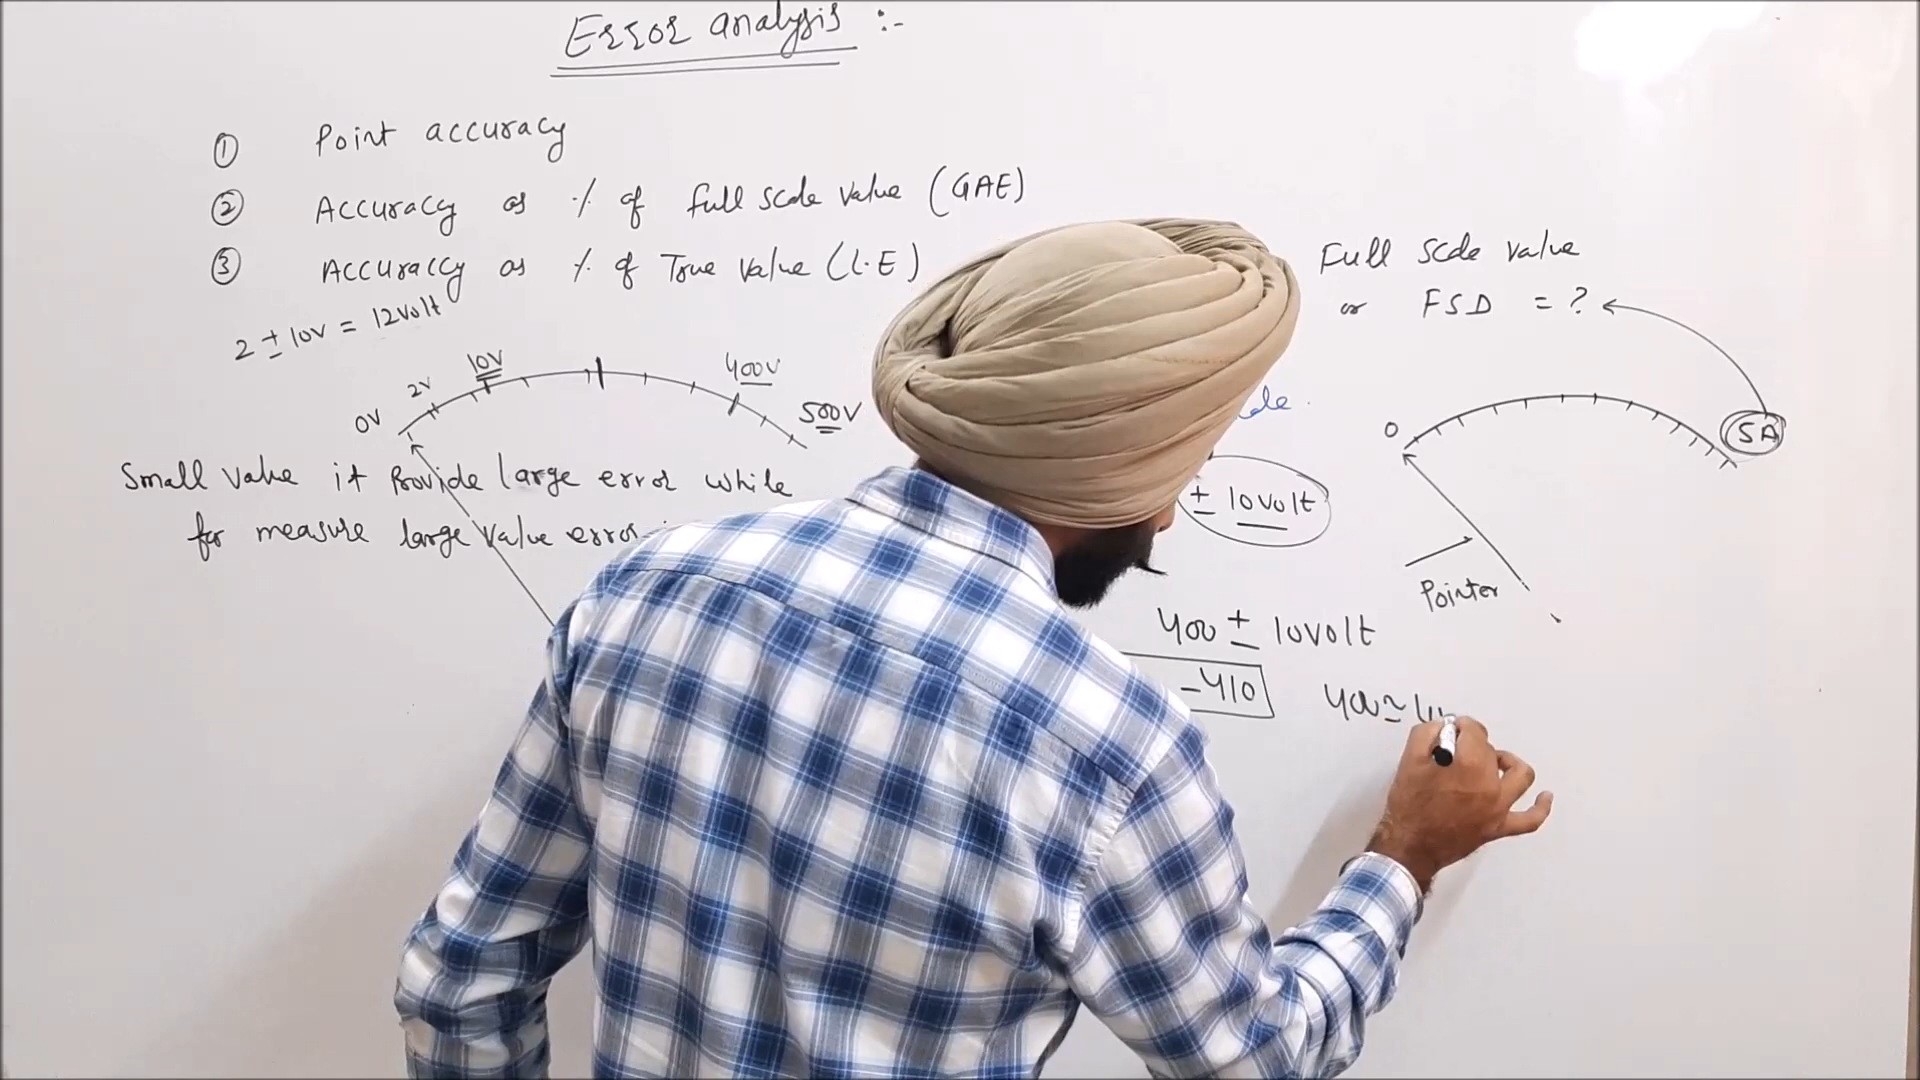 Error analysis :-
① Point accuracy
② Accuracy as % of full scale value (GAE)
③ Accuraccy as % of True value (L.E)
2 ± 10V = 12Volt
0V 2V 10V 400V 500V
Small value it Provide large error while
for measure large value error
Full scale value
or FSD = ?
0 5A
± 10volt
Pointer
400 ± 10volt
-410